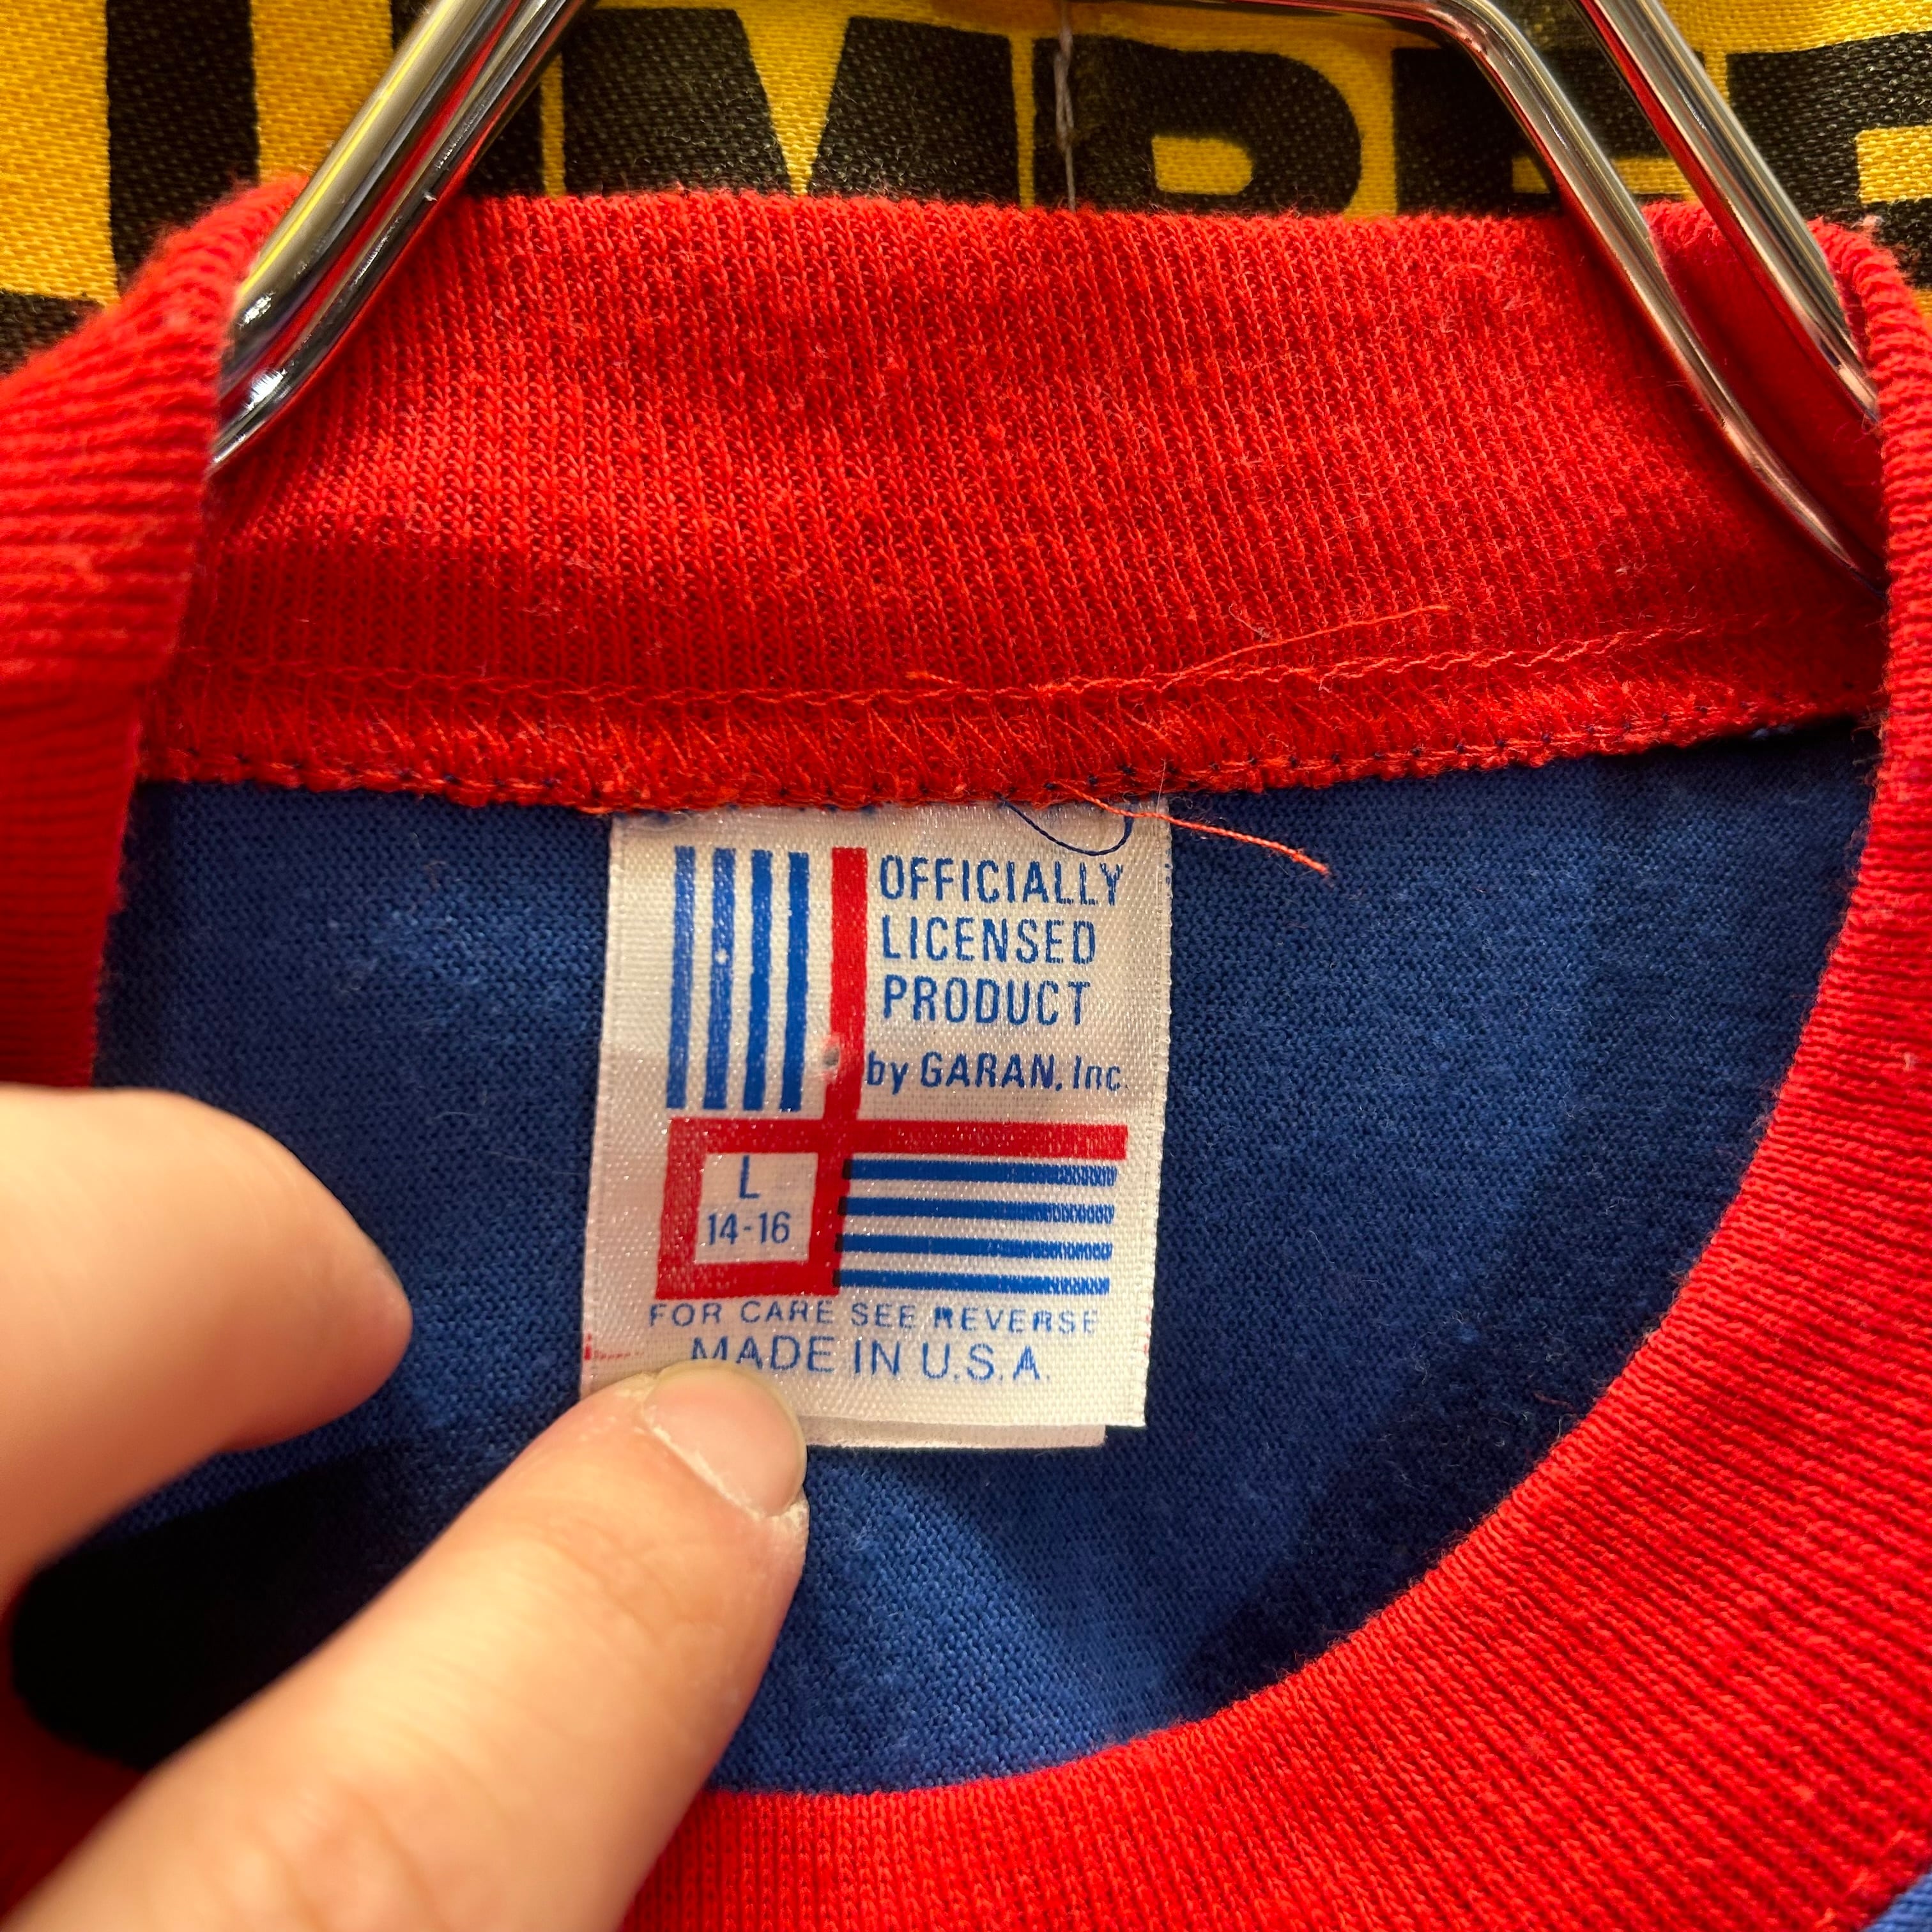 OFFICIALLY
LICENSED
PRODUCT
by GARAN, Inc.
L
14-16
FOR CARE SEE REVERSE
MADE IN U.S.A.